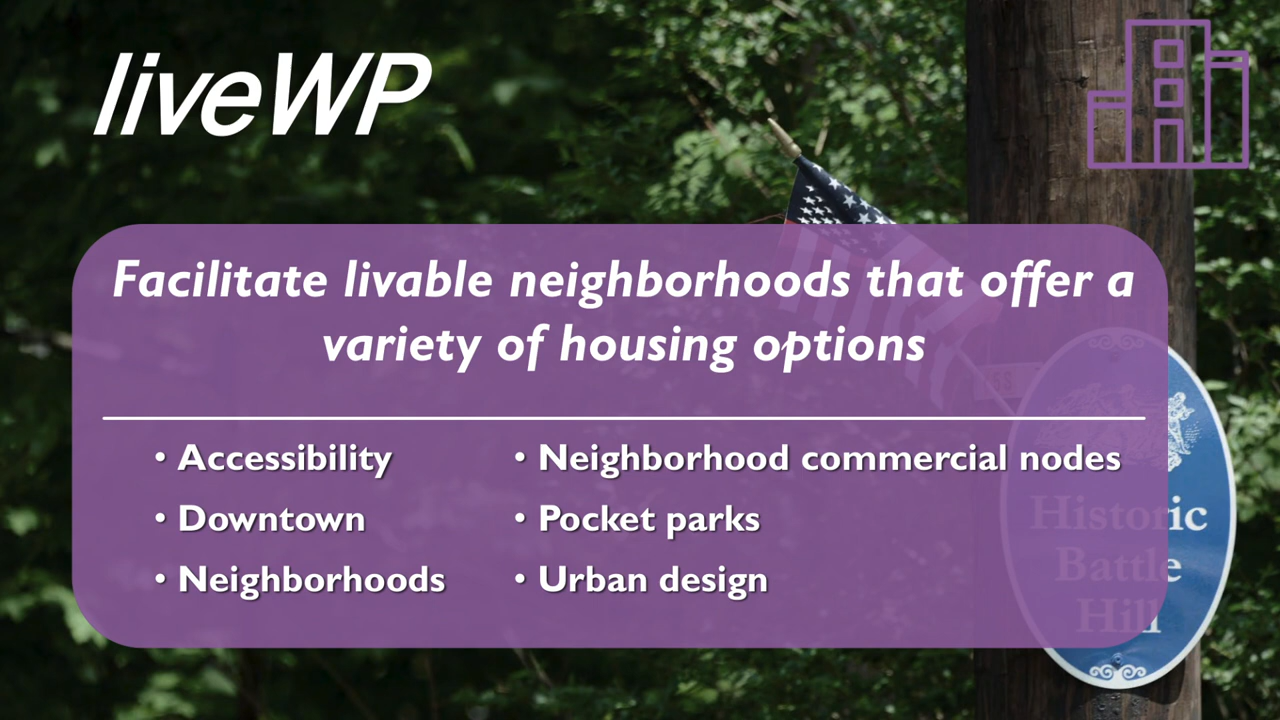 liveWP
Facilitate livable neighborhoods that offer a
variety of housing options
• Accessibility
• Downtown
• Neighborhoods
• Neighborhood commercial nodes
• Pocket parks
• Urban design
Historic
Battle
Hill